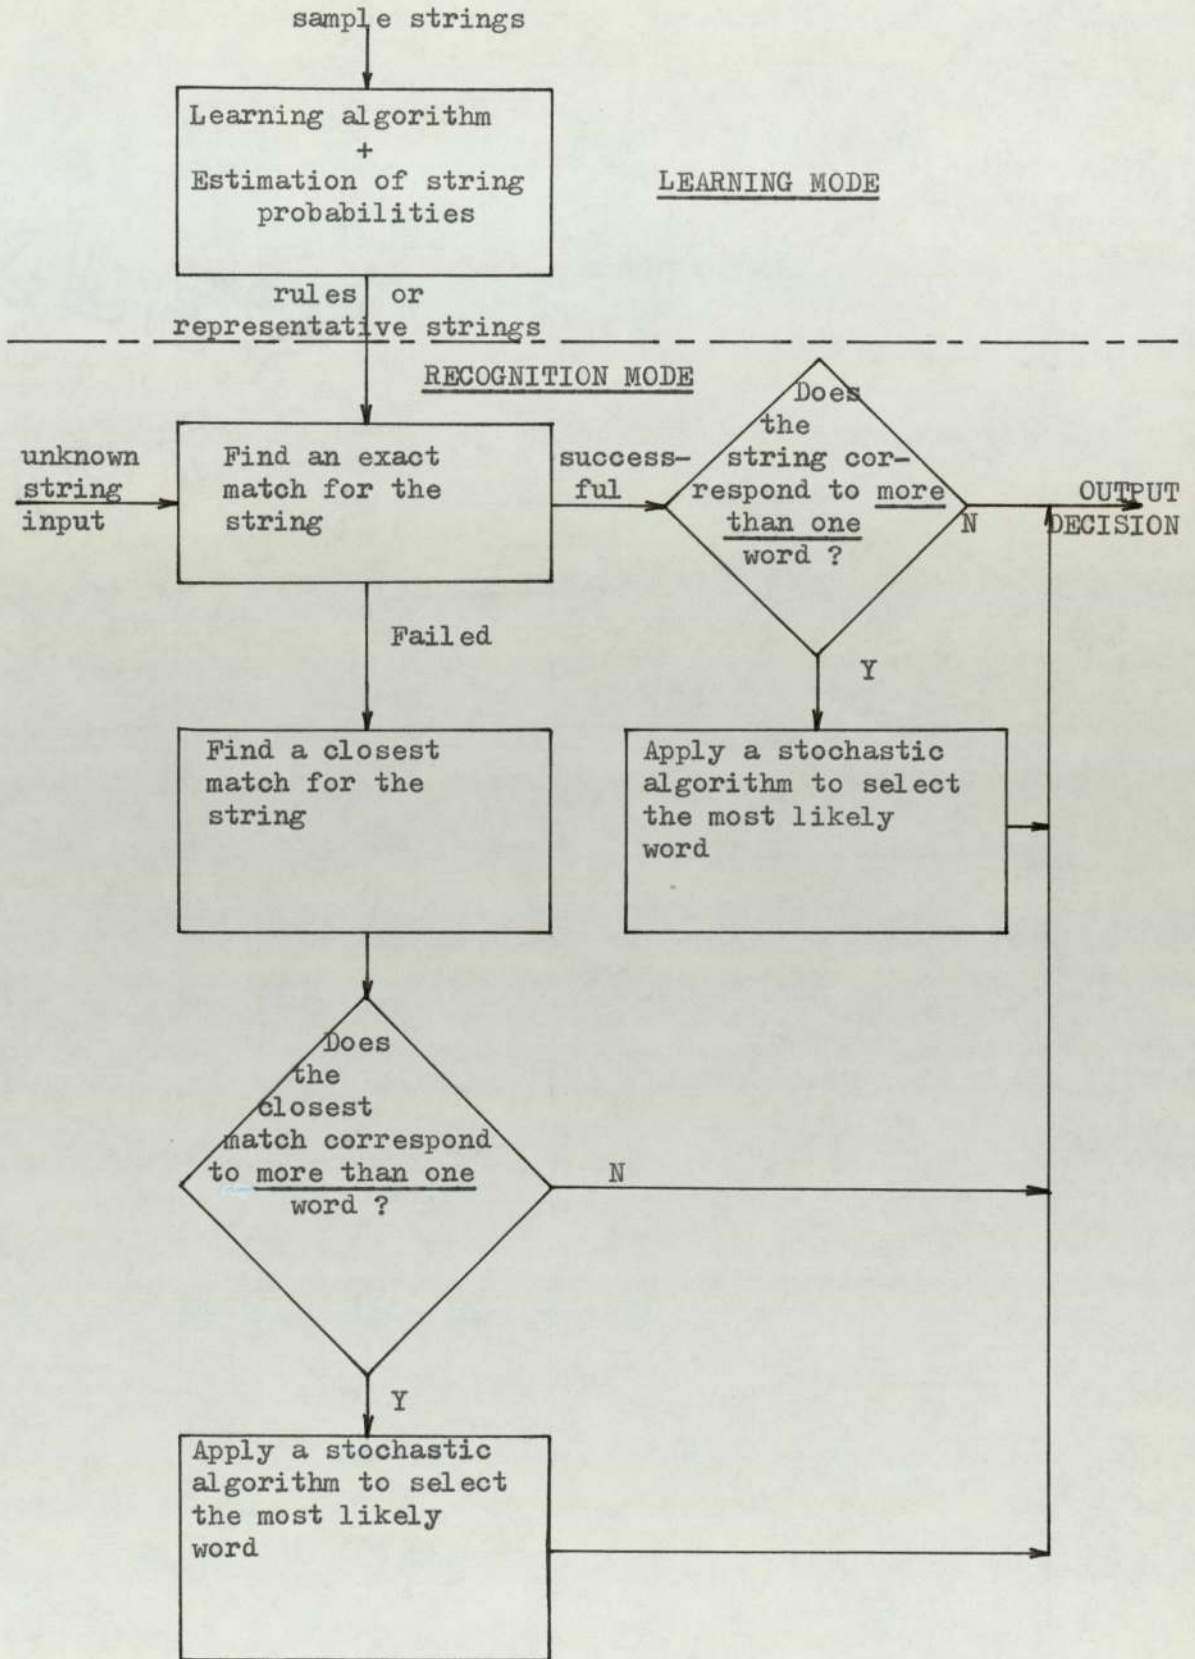 sample strings
Learning algorithm
+
Estimation of string
probabilities
LEARNING MODE
rules or
representative strings
RECOGNITION MODE
unknown
string
input
Find an exact
match for the
string
success-
ful
Does
the
string cor-
respond to more
than one
word ?
N
OUTPUT
DECISION
Failed
Y
Find a closest
match for the
string
Apply a stochastic
algorithm to select
the most likely
word
Does
the
closest
match correspond
to more than one
word ?
N
Y
Apply a stochastic
algorithm to select
the most likely
word